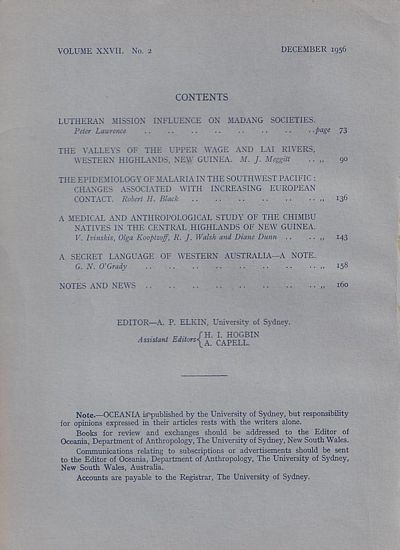 VOLUME XXVII. No. 2 DECEMBER 1956
CONTENTS
LUTHERAN MISSION INFLUENCE ON MADANG SOCIETIES.
Peter Lawrence .. .. .. .. .. .. .. ..page 73
THE VALLEYS OF THE UPPER WAGE AND LAI RIVERS,
WESTERN HIGHLANDS, NEW GUINEA. M. J. Meggitt .. „ 90
THE EPIDEMIOLOGY OF MALARIA IN THE SOUTHWEST PACIFIC :
CHANGES ASSOCIATED WITH INCREASING EUROPEAN
CONTACT. Robert H. Black .. .. .. .. .. .. „ 136
A MEDICAL AND ANTHROPOLOGICAL STUDY OF THE CHIMBU
NATIVES IN THE CENTRAL HIGHLANDS OF NEW GUINEA.
V. Ivinskis, Olga Kooptzoff, R. J. Walsh and Diane Dunn .. .. „ 143
A SECRET LANGUAGE OF WESTERN AUSTRALIA—A NOTE.
G. N. O'Grady .. .. .. .. .. .. .. .. „ 158
NOTES AND NEWS .. .. .. .. .. .. .. .. „ 160
EDITOR—A. P. ELKIN, University of Sydney.
Assistant Editors { H. I. HOGBIN
A. CAPELL.
Note.—OCEANIA is published by the University of Sydney, but responsibility
for opinions expressed in their articles rests with the writers alone.
Books for review and exchanges should be addressed to the Editor of
Oceania, Department of Anthropology, The University of Sydney, New South Wales.
Communications relating to subscriptions or advertisements should be sent
to the Editor of Oceania, Department of Anthropology, The University of Sydney,
New South Wales, Australia.
Accounts are payable to the Registrar, The University of Sydney.